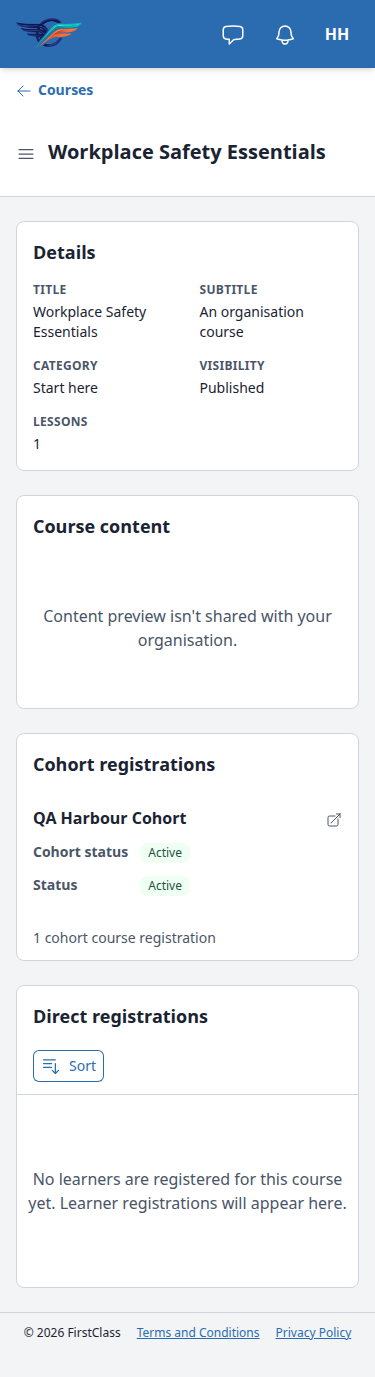 HH
Courses
Workplace Safety Essentials
Details
TITLE
Workplace Safety
Essentials
SUBTITLE
An organisation
course
CATEGORY
Start here
VISIBILITY
Published
LESSONS
1
Course content
Content preview isn't shared with your
organisation.
Cohort registrations
QA Harbour Cohort
Cohort status Active
Status Active
1 cohort course registration
Direct registrations
Sort
No learners are registered for this course
yet. Learner registrations will appear here.
© 2026 FirstClass Terms and Conditions Privacy Policy